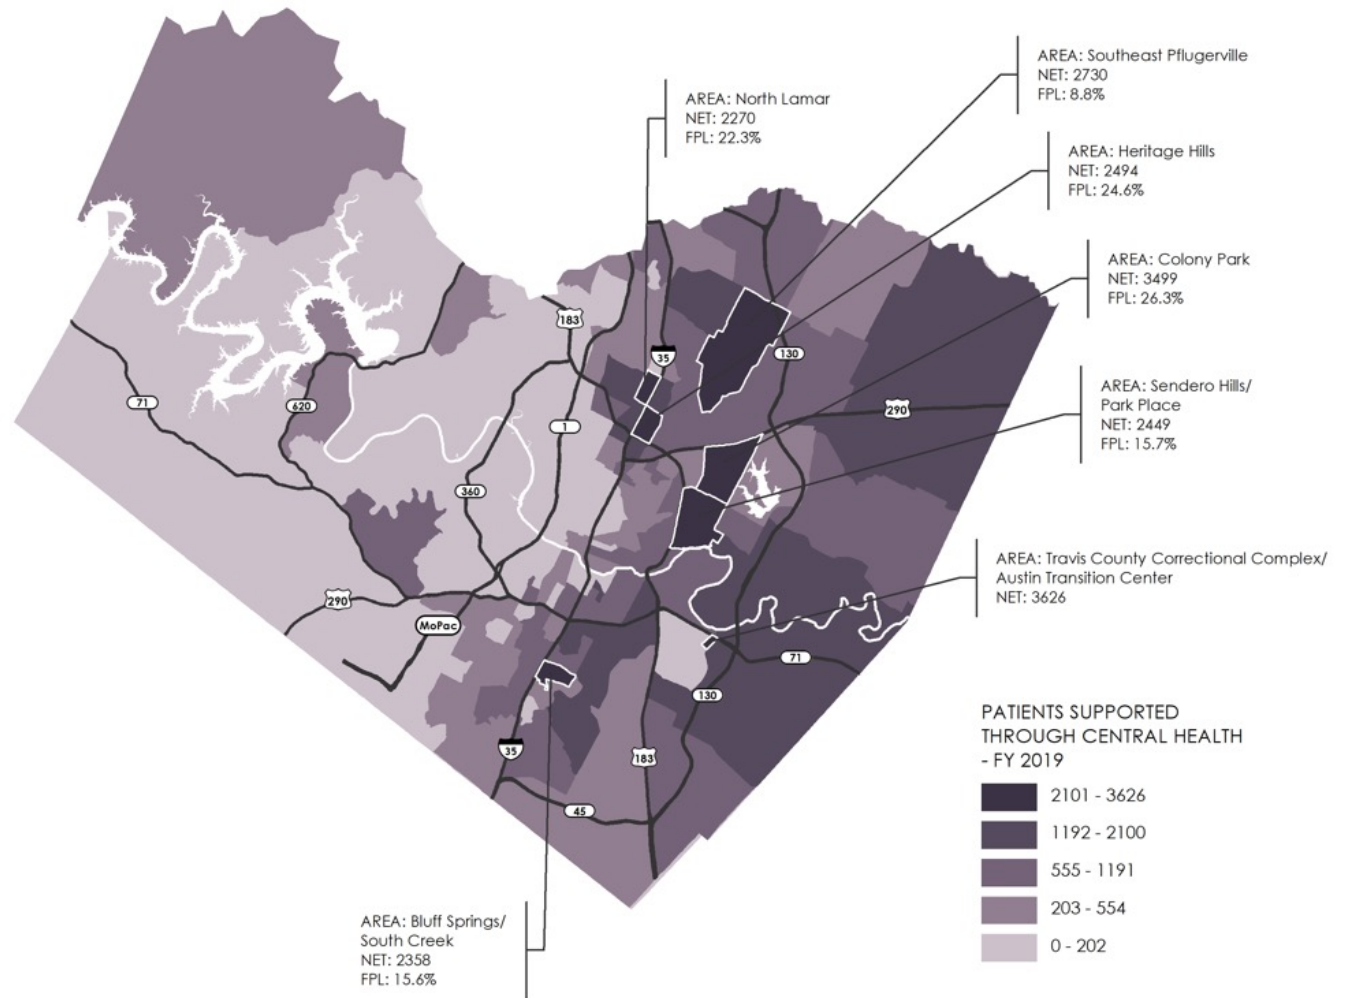 AREA: Southeast Pflugerville
NET: 2730
FPL: 8.8%
AREA: North Lamar
NET: 2270
FPL: 22.3%
AREA: Heritage Hills
NET: 2494
FPL: 24.6%
AREA: Colony Park
NET: 3499
FPL: 26.3%
183
35
130
AREA: Sendero Hills/
Park Place
NET: 2449
FPL: 15.7%
71
620
290
1
360
AREA: Travis County Correctional Complex/
Austin Transition Center
NET: 3626
290
MoPac
71
130
35
183
45
PATIENTS SUPPORTED
THROUGH CENTRAL HEALTH
- FY 2019
2101 - 3626
1192 - 2100
555 - 1191
203 - 554
0 - 202
AREA: Bluff Springs/
South Creek
NET: 2358
FPL: 15.6%